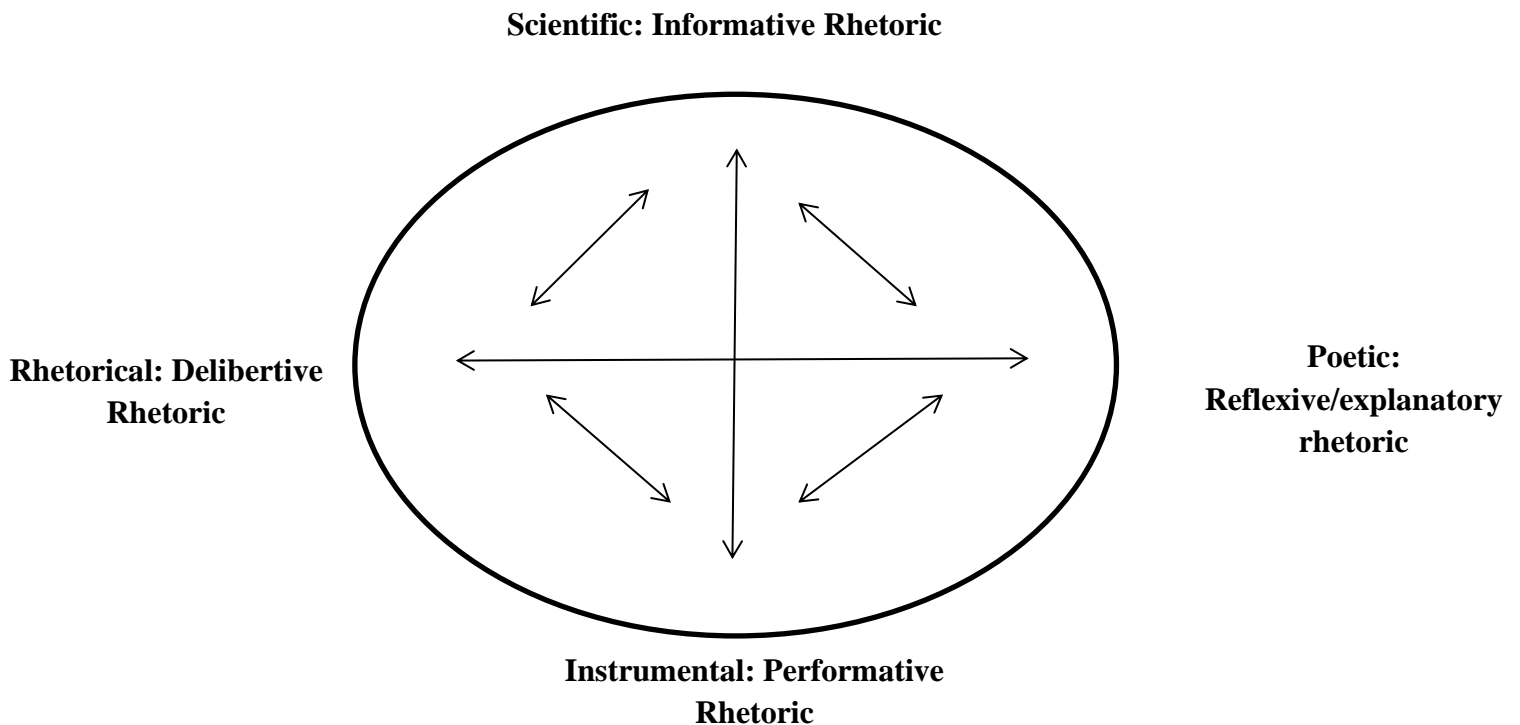 Scientific: Informative Rhetoric
Rhetorical: Delibertive
Rhetoric
Poetic:
Reflexive/explanatory
rhetoric
Instrumental: Performative
Rhetoric